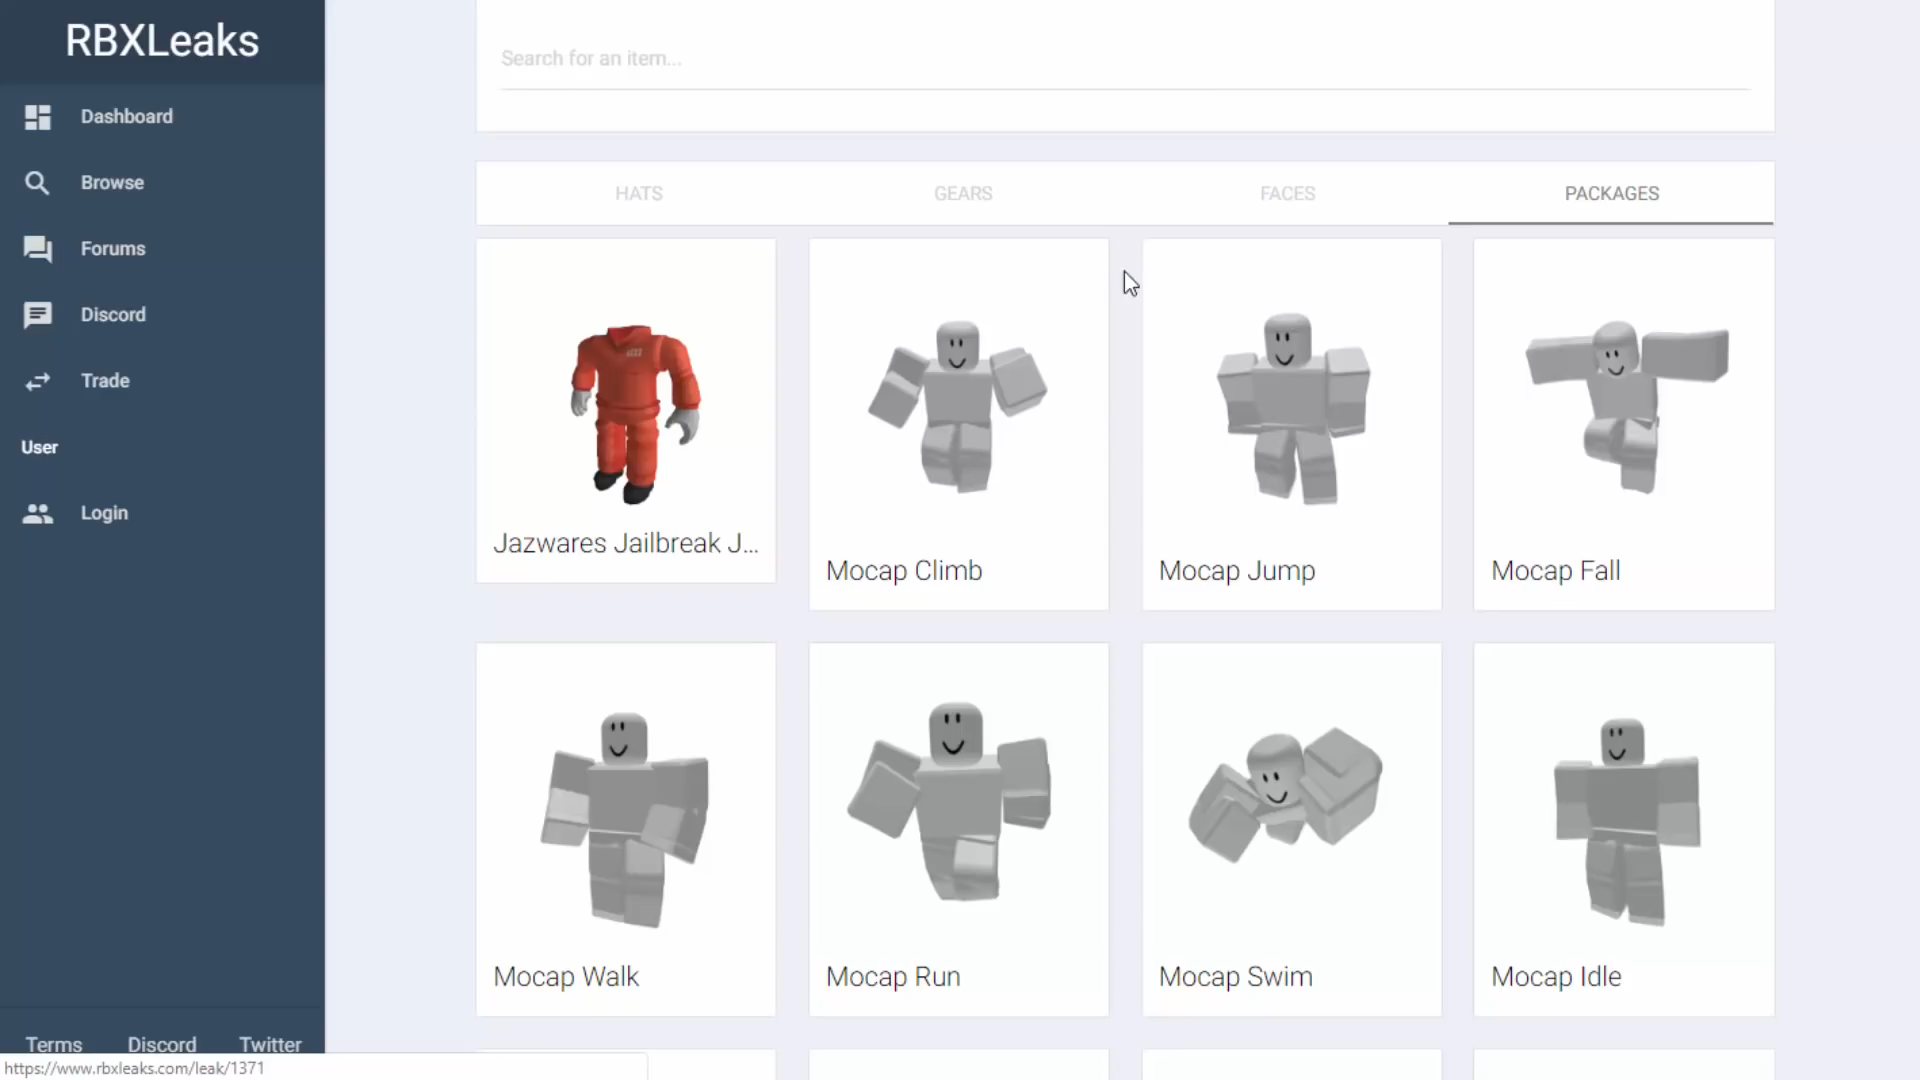 RBXLeaks
Dashboard
Browse
Forums
Discord
Trade
User
Login
Terms Discord Twitter
https://www.rbxleaks.com/leak/1371
Search for an item...
HATS GEARS FACES PACKAGES
Jazwares Jailbreak J...
Mocap Climb
Mocap Jump
Mocap Fall
Mocap Walk
Mocap Run
Mocap Swim
Mocap Idle